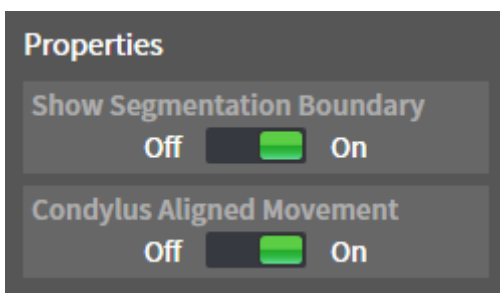 Properties
Show Segmentation Boundary
Off On
Condylus Aligned Movement
Off On